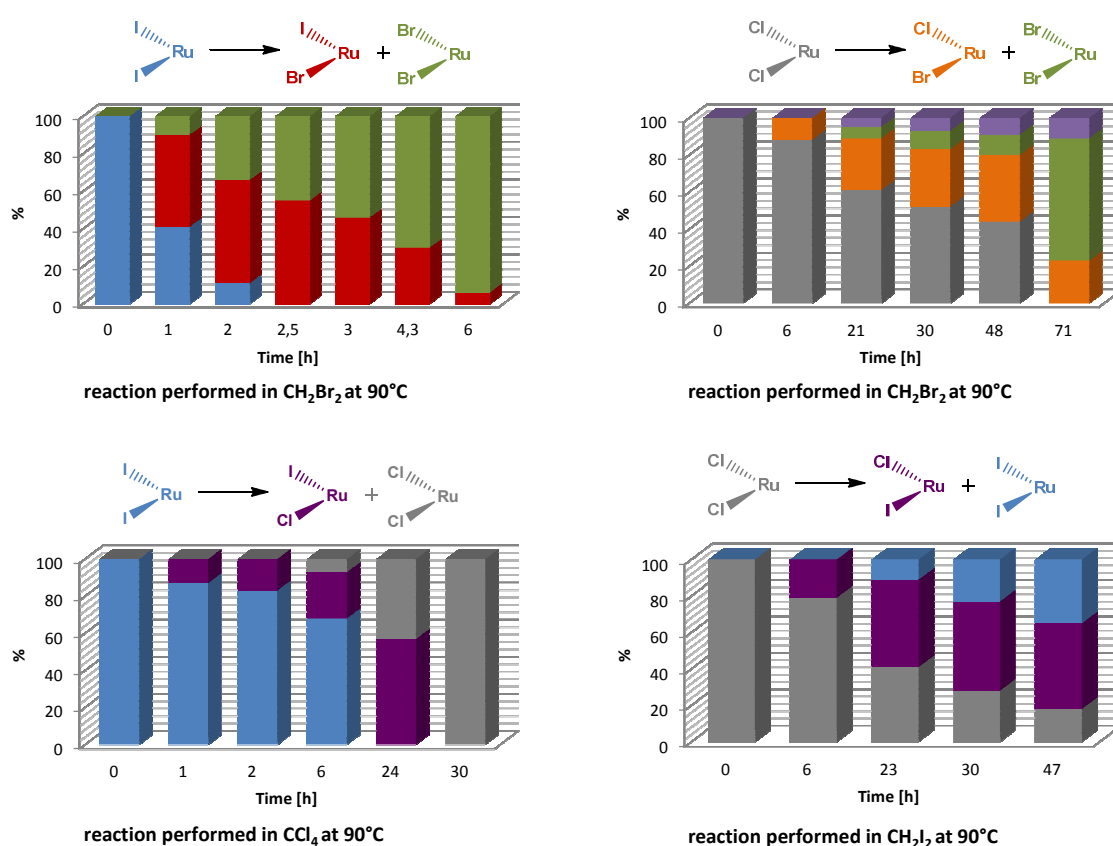 I Ru I
I Ru Br + Br Ru Br
%
100
80
60
40
20
0
0 1 2 2,5 3 4,3 6
Time [h]
reaction performed in CH₂Br₂ at 90°C
Cl Ru Cl
Cl Ru Br + Br Ru Br
%
100
80
60
40
20
0
0 6 21 30 48 71
Time [h]
reaction performed in CH₂Br₂ at 90°C
I Ru I
I Ru Cl + Cl Ru Cl
%
100
80
60
40
20
0
0 1 2 6 24 30
Time [h]
reaction performed in CCl₄ at 90°C
Cl Ru Cl
Cl Ru I + I Ru I
%
100
80
60
40
20
0
0 6 23 30 47
Time [h]
reaction performed in CH₂I₂ at 90°C